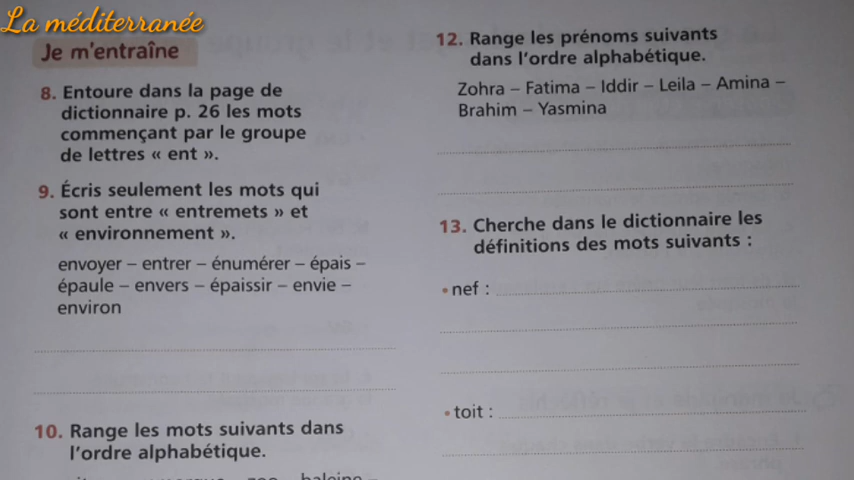 La méditerranée
Je m'entraîne
8. Entoure dans la page de
dictionnaire p. 26 les mots
commençant par le groupe
de lettres « ent ».
9. Écris seulement les mots qui
sont entre « entremets » et
« environnement ».
envoyer – entrer – énumérer – épais –
épaule – envers – épaissir – envie –
environ
10. Range les mots suivants dans
l'ordre alphabétique.
zoo – baleine –
12. Range les prénoms suivants
dans l'ordre alphabétique.
Zohra – Fatima – Iddir – Leila – Amina –
Brahim – Yasmina
13. Cherche dans le dictionnaire les
définitions des mots suivants :
• nef :
• toit :